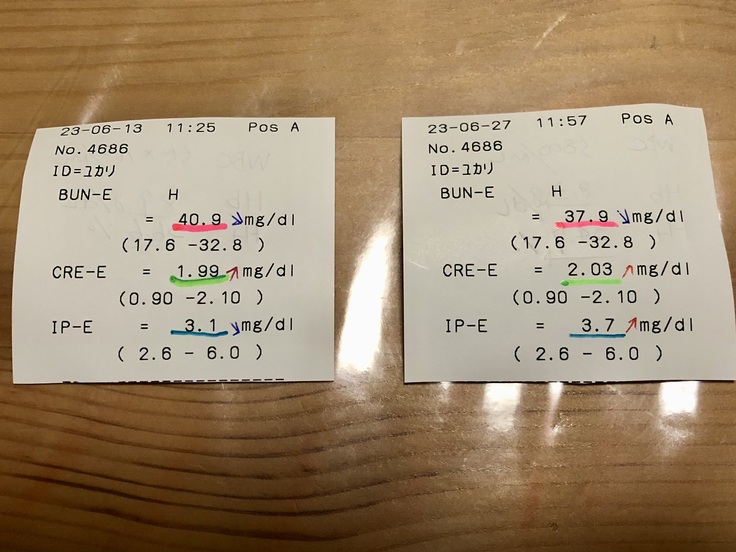 23-06-13 11:25 Pos A
No. 4686
ID=ユカリ
BUN-E H
= 40.9 ↘mg/dl
(17.6 -32.8 )
CRE-E = 1.99 ↗mg/dl
(0.90 -2.10 )
IP-E = 3.1 ↘mg/dl
( 2.6 - 6.0 )
23-06-27 11:57 Pos A
No. 4686
ID=ユカリ
BUN-E H
= 37.9 ↘mg/dl
(17.6 -32.8 )
CRE-E = 2.03 ↗mg/dl
(0.90 -2.10 )
IP-E = 3.7 ↗mg/dl
( 2.6 - 6.0 )